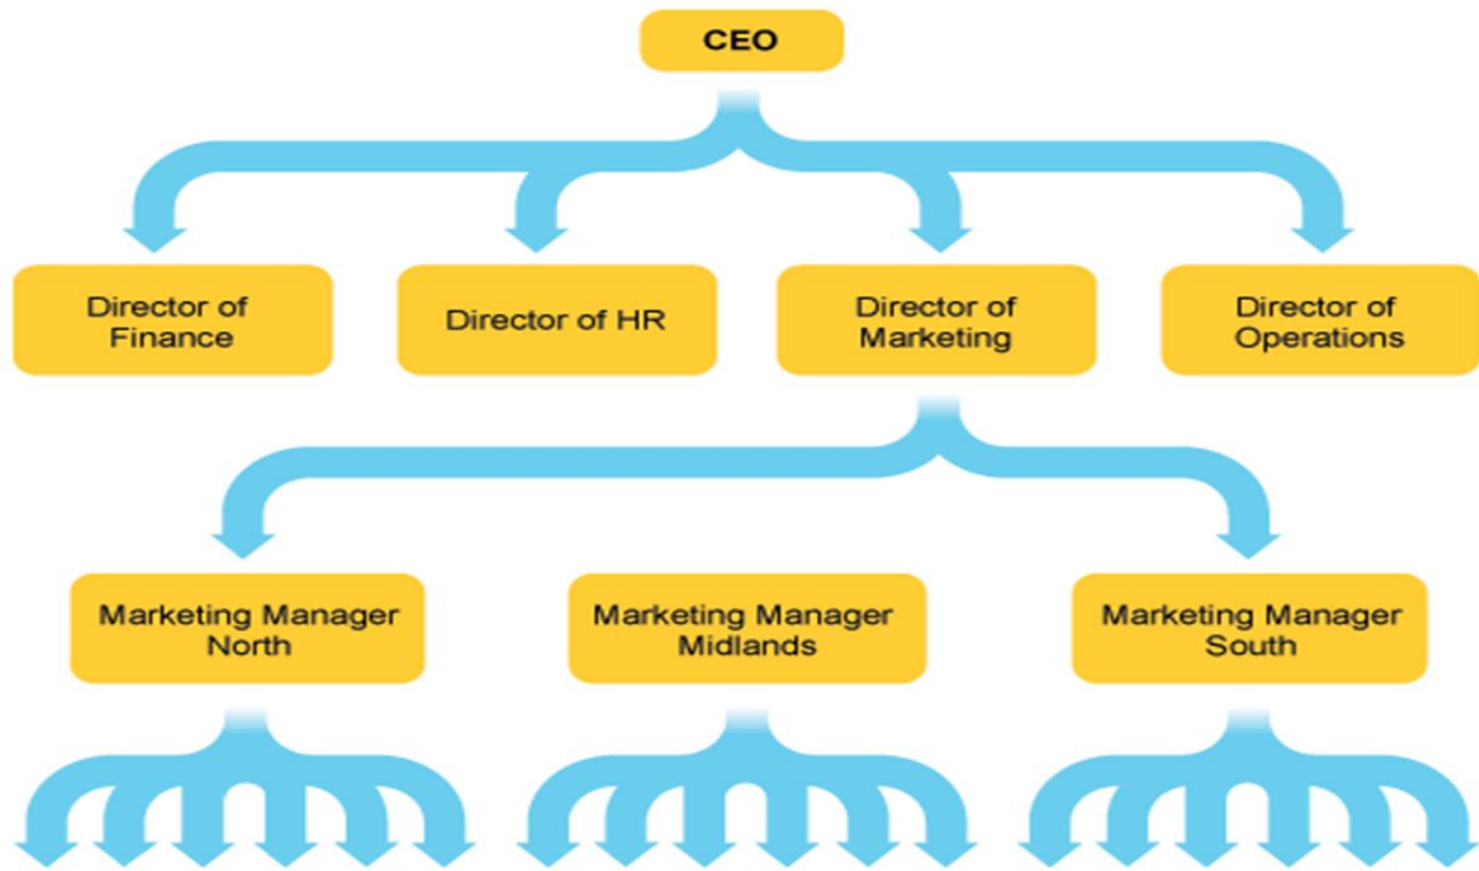 CEO
Director of
Finance
Director of HR
Director of
Marketing
Director of
Operations
Marketing Manager
North
Marketing Manager
Midlands
Marketing Manager
South